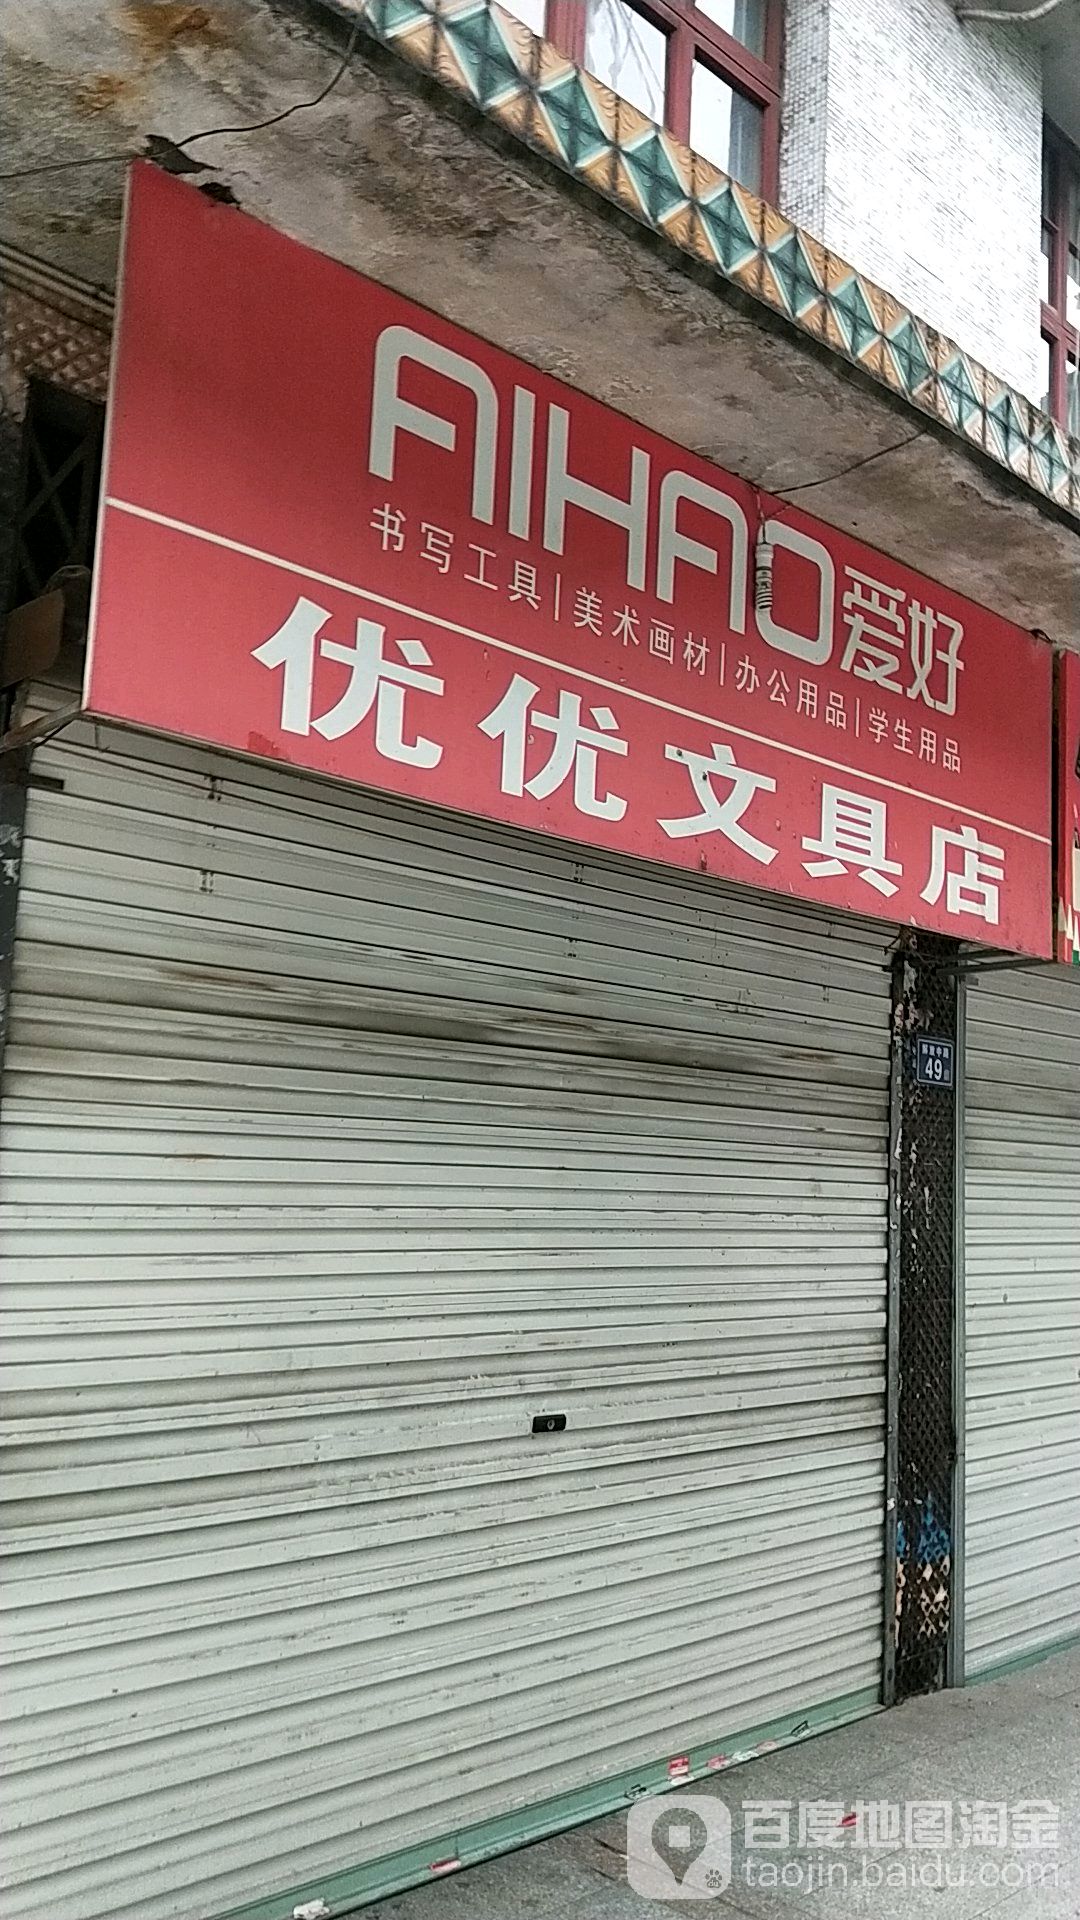 AIHAO爱好
书写工具|美术画材|办公用品|学生用品
优优文具店
49
百度地图淘金
taojin.baidu.com